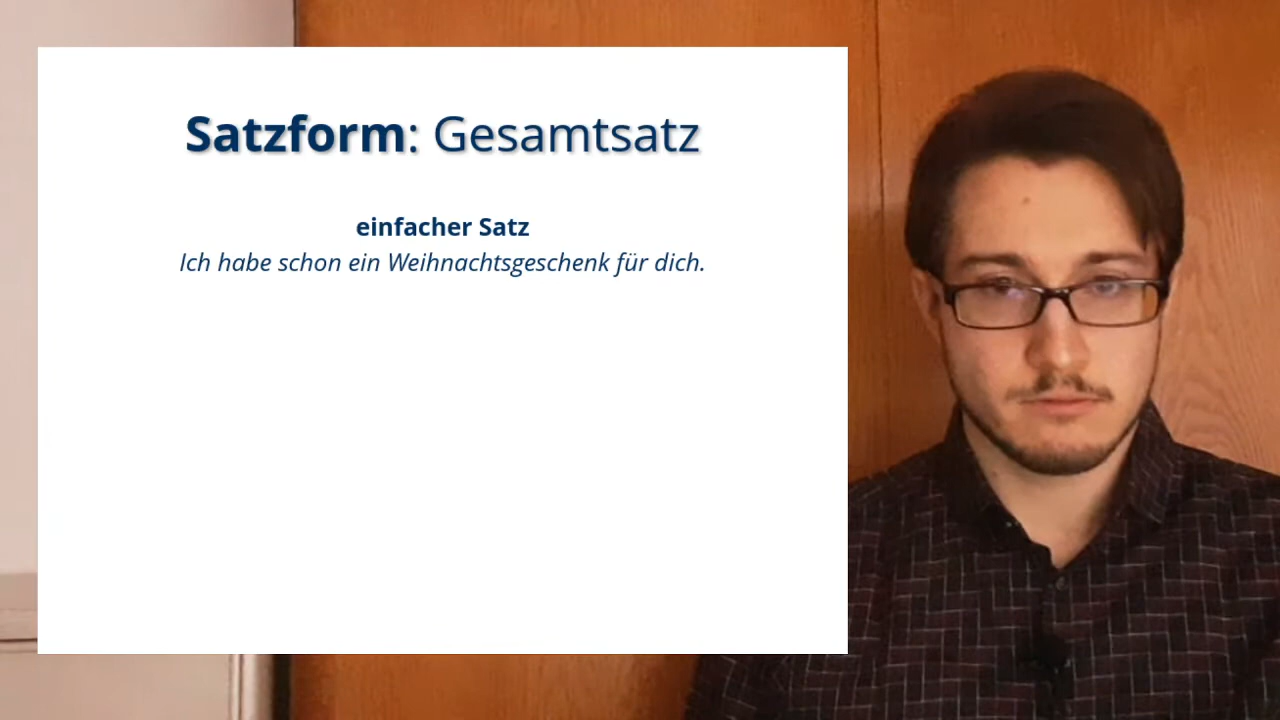 Satzform: Gesamtsatz
einfacher Satz
Ich habe schon ein Weihnachtsgeschenk für dich.